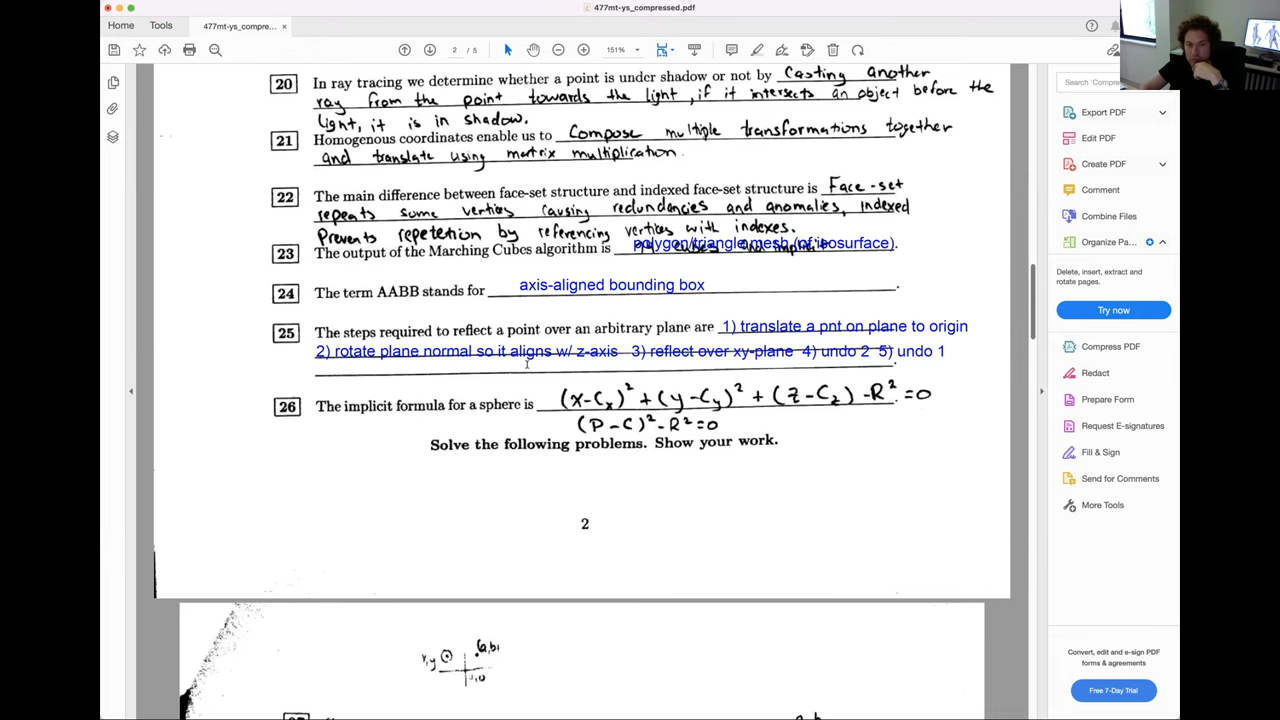 477mt-ys_compressed.pdf
Home
Tools
477mt-ys_compre...
2 / 5
151%
Search 'Compre
Export PDF
Edit PDF
Create PDF
Comment
Combine Files
Organize Pa...
Delete, insert, extract and
retate pages.
Try now
Compress PDF
Redact
Prepare Form
Request E-signatures
Fill & Sign
Send for Comments
More Tools
Convert, edit and e-sign PDF
forms & agreements
Free 7-Day Trial
20 In ray tracing we determine whether a point is under shadow or not by Casting another
ray from the point towards the light, if it intersects an object before the
light, it is in shadow.
21 Homogenous coordinates enable us to Compose multiple transformations together
and translate using matrix multiplication.
22 The main difference between face-set structure and indexed face-set structure is Face-set
repeats some vertices causing redundancies and anomalies, indexed
Prevents repetetion by referencing vertices with indexes.
23 The output of the Marching Cubes algorithm is polygon/triangle mesh (of isosurface).
24 The term AABB stands for axis-aligned bounding box.
25 The steps required to reflect a point over an arbitrary plane are 1) translate a pnt on plane to origin
2) rotate plane normal so it aligns w/ z-axis 3) reflect over xy-plane 4) undo 2 5) undo 1
26 The implicit formula for a sphere is (x-Cx)² + (y-Cy)² + (z-Cz) - R² = 0
(P-C)² - R² = 0
Solve the following problems. Show your work.
2